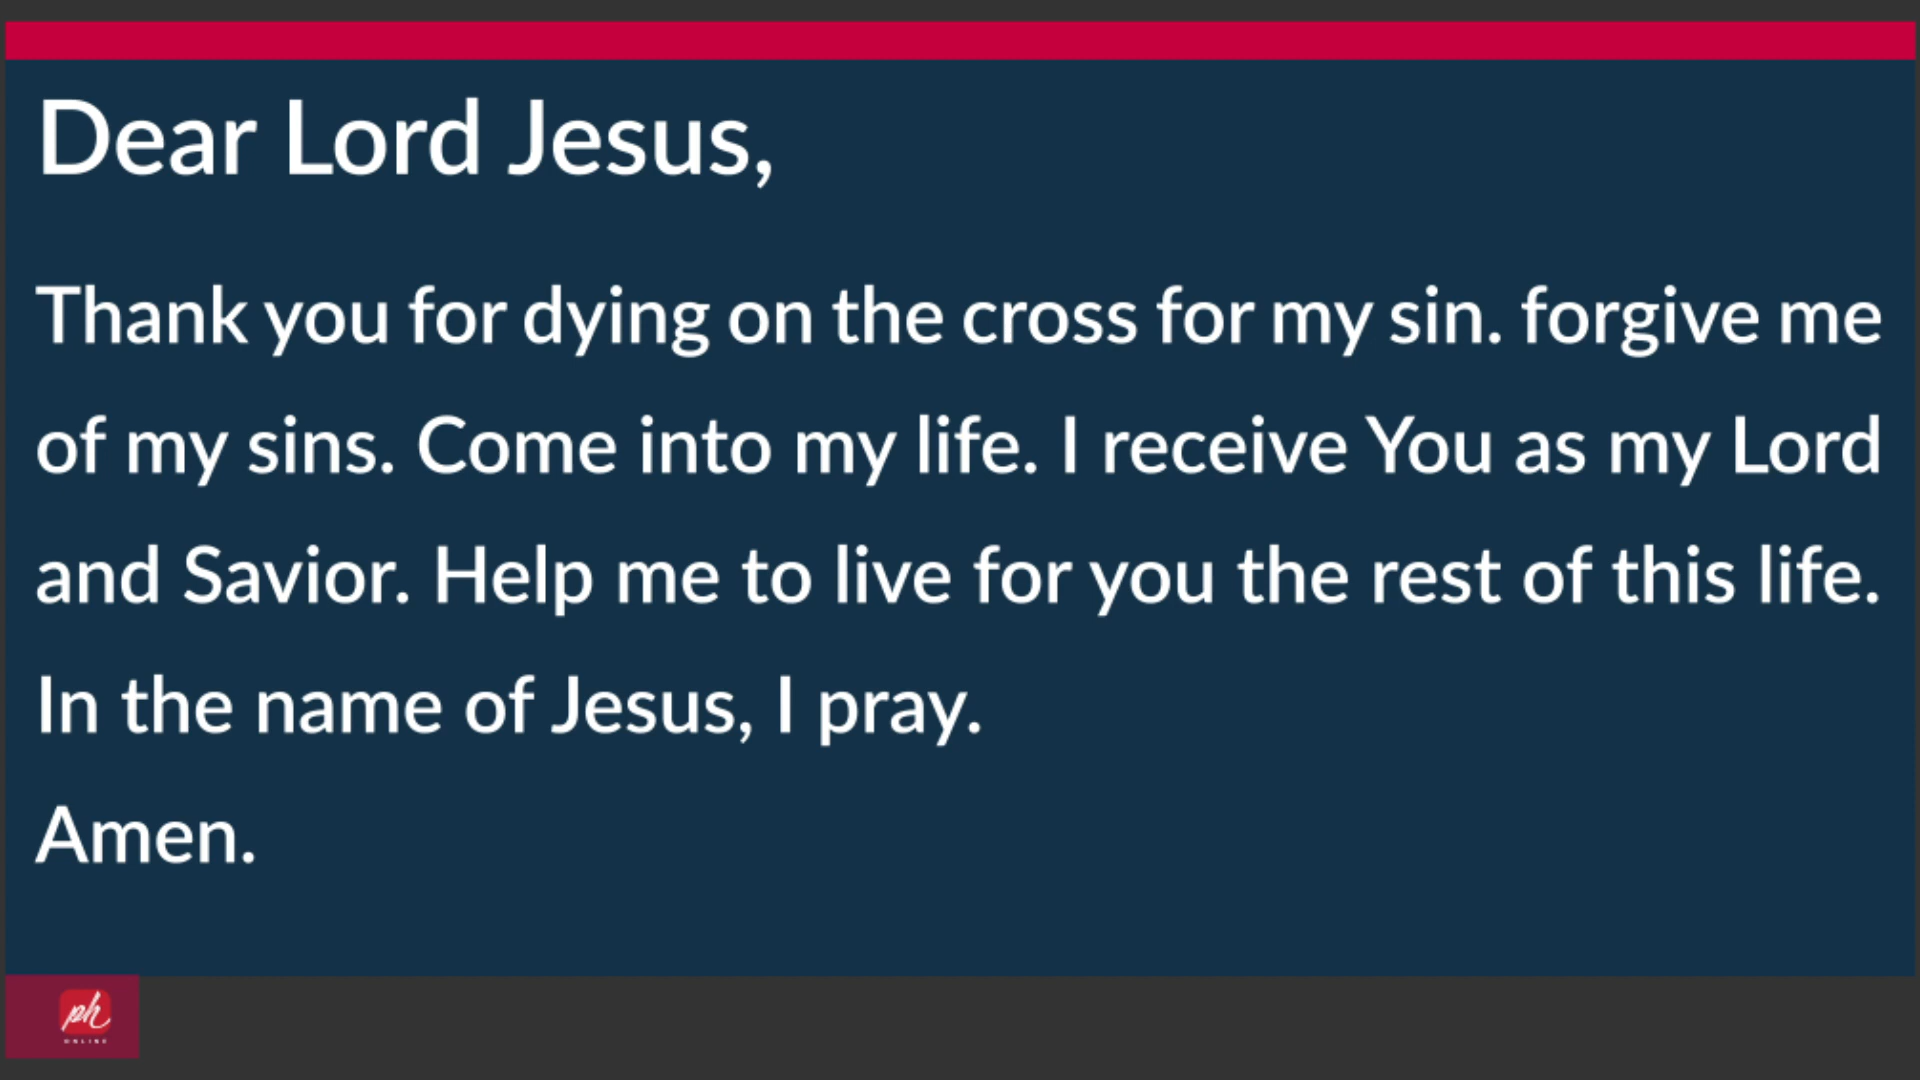 Dear Lord Jesus,
Thank you for dying on the cross for my sin. forgive me
of my sins. Come into my life. I receive You as my Lord
and Savior. Help me to live for you the rest of this life.
In the name of Jesus, I pray.
Amen.
ph
ONLINE